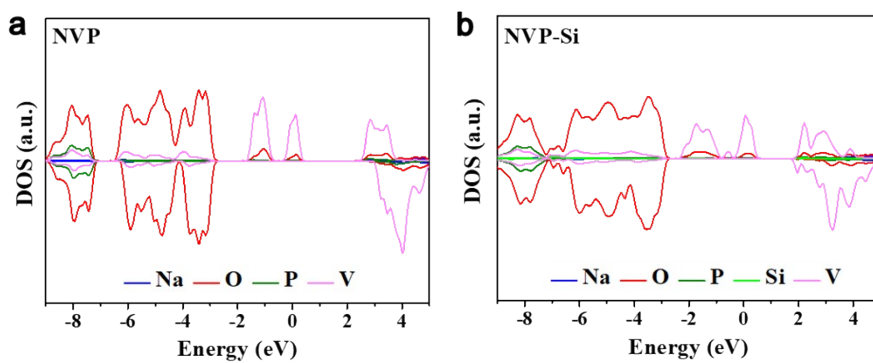 a
NVP
DOS (a.u.)
Na O P V
-8 -6 -4 -2 0 2 4
Energy (eV)
b
NVP-Si
DOS (a.u.)
Na O P Si V
-8 -6 -4 -2 0 2 4
Energy (eV)